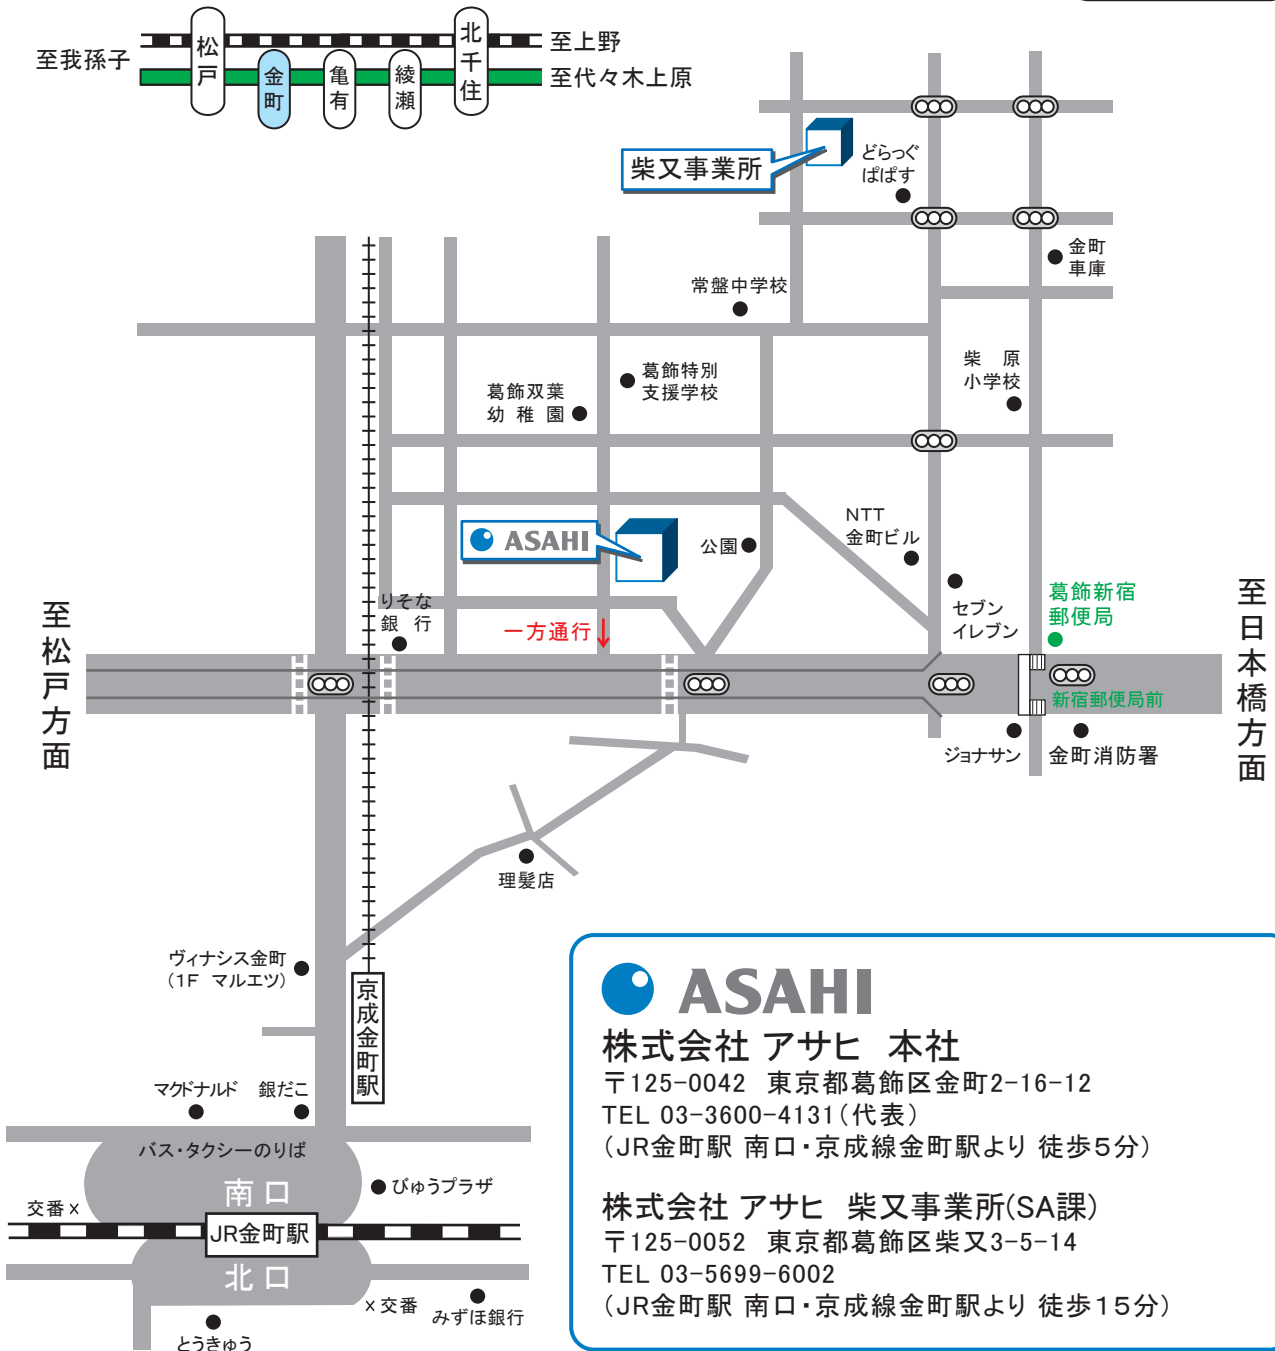 至我孫子
松戸
金町
亀有
綾瀬
北千住
至上野
至代々木上原
柴又事業所
どらっぐ
ぱぱす
金町
車庫
常盤中学校
柴 原
小学校
葛飾特別
支援学校
葛飾双葉
幼 稚 園
ASAHI
公園
NTT
金町ビル
セブン
イレブン
葛飾新宿
郵便局
りそな
銀 行
一方通行
至松戸方面
至日本橋方面
新宿郵便局前
ジョナサン
金町消防署
理髪店
ヴィナシス金町
(1F マルエツ)
京成金町駅
マクドナルド
銀だこ
バス・タクシーのりば
南口
びゅうプラザ
交番×
JR金町駅
北口
×交番
みずほ銀行
とうきゅう
ASAHI
株式会社 アサヒ 本社
〒125-0042 東京都葛飾区金町2-16-12
TEL 03-3600-4131(代表)
(JR金町駅 南口・京成線金町駅より 徒歩5分)
株式会社 アサヒ 柴又事業所(SA課)
〒125-0052 東京都葛飾区柴又3-5-14
TEL 03-5699-6002
(JR金町駅 南口・京成線金町駅より 徒歩15分)